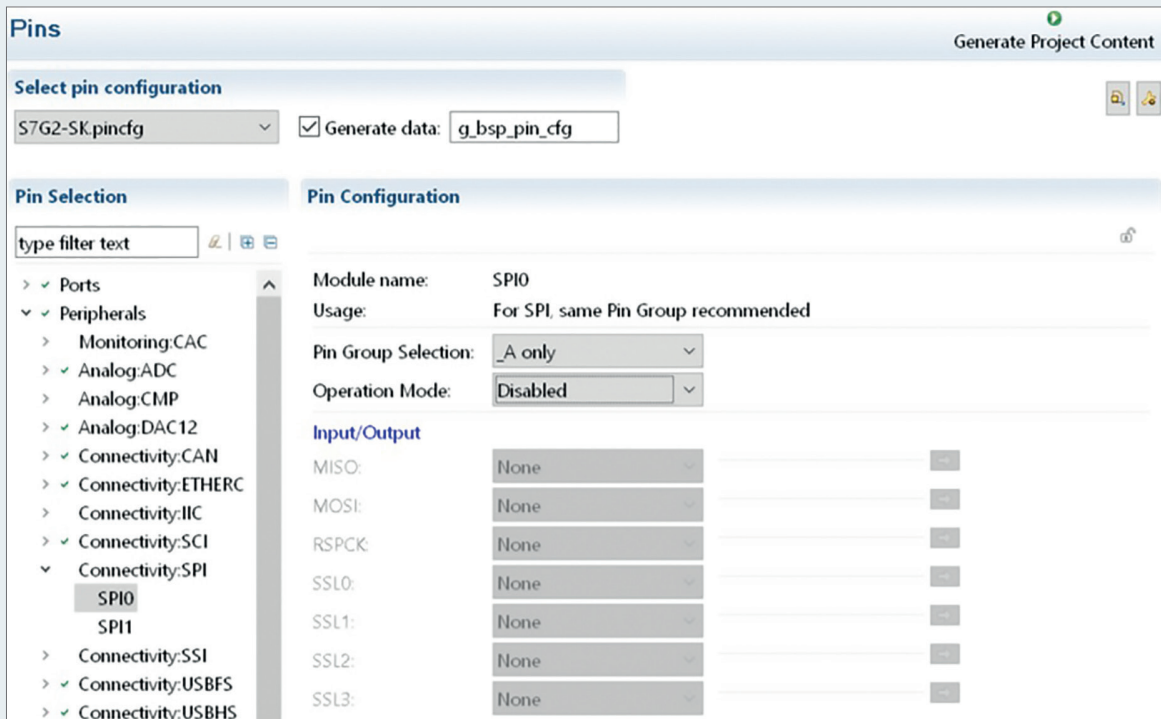 Pins
Generate Project Content
Select pin configuration
S7G2-SK.pincfg
Generate data: g_bsp_pin_cfg
Pin Selection
type filter text
Ports
Peripherals
Monitoring:CAC
Analog:ADC
Analog:CMP
Analog:DAC12
Connectivity:CAN
Connectivity:ETHERC
Connectivity:IIC
Connectivity:SCI
Connectivity:SPI
SPI0
SPI1
Connectivity:SSI
Connectivity:USBFS
Connectivity:USBHS
Pin Configuration
Module name: SPI0
Usage: For SPI, same Pin Group recommended
Pin Group Selection: _A only
Operation Mode: Disabled
Input/Output
MISO: None
MOSI: None
RSPCK: None
SSL0: None
SSL1: None
SSL2: None
SSL3: None